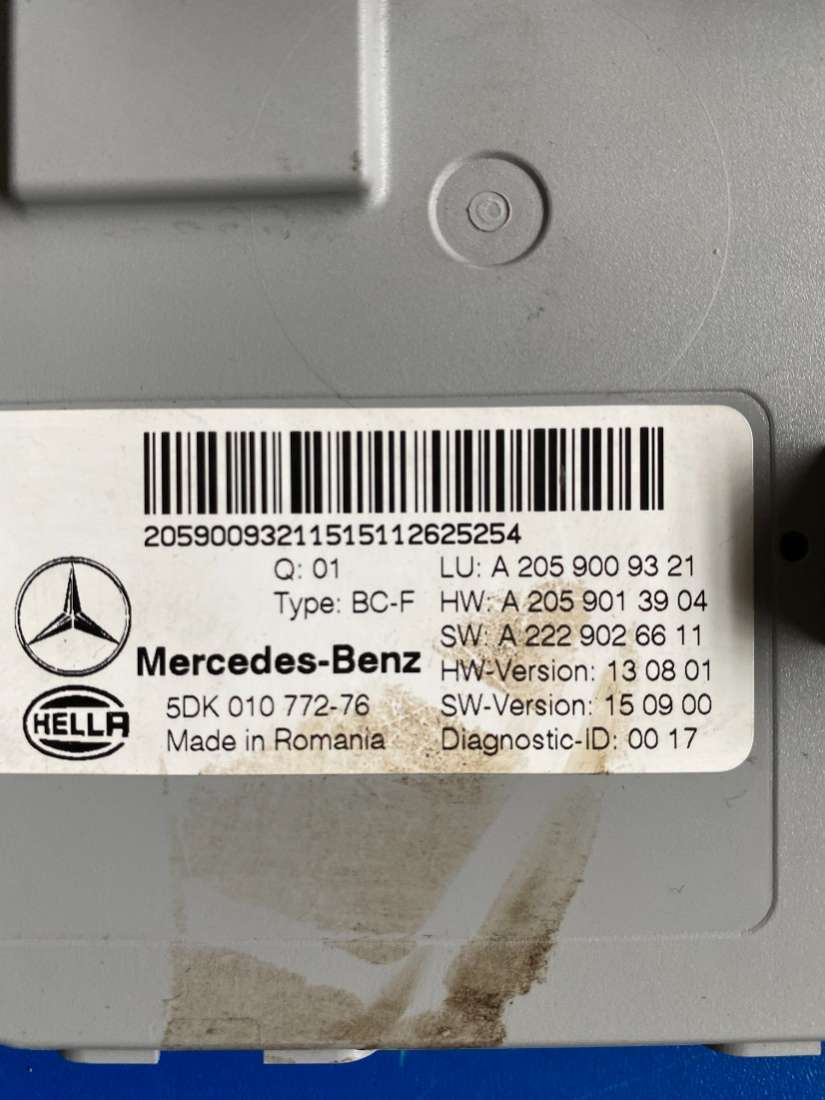 20590093211515112625254
Q: 01
LU: A 205 900 93 21
Type: BC-F
HW: A 205 901 39 04
SW: A 222 902 66 11
Mercedes-Benz
HW-Version: 13 08 01
HELLA
5DK 010 772-76
SW-Version: 15 09 00
Made in Romania
Diagnostic-ID: 00 17